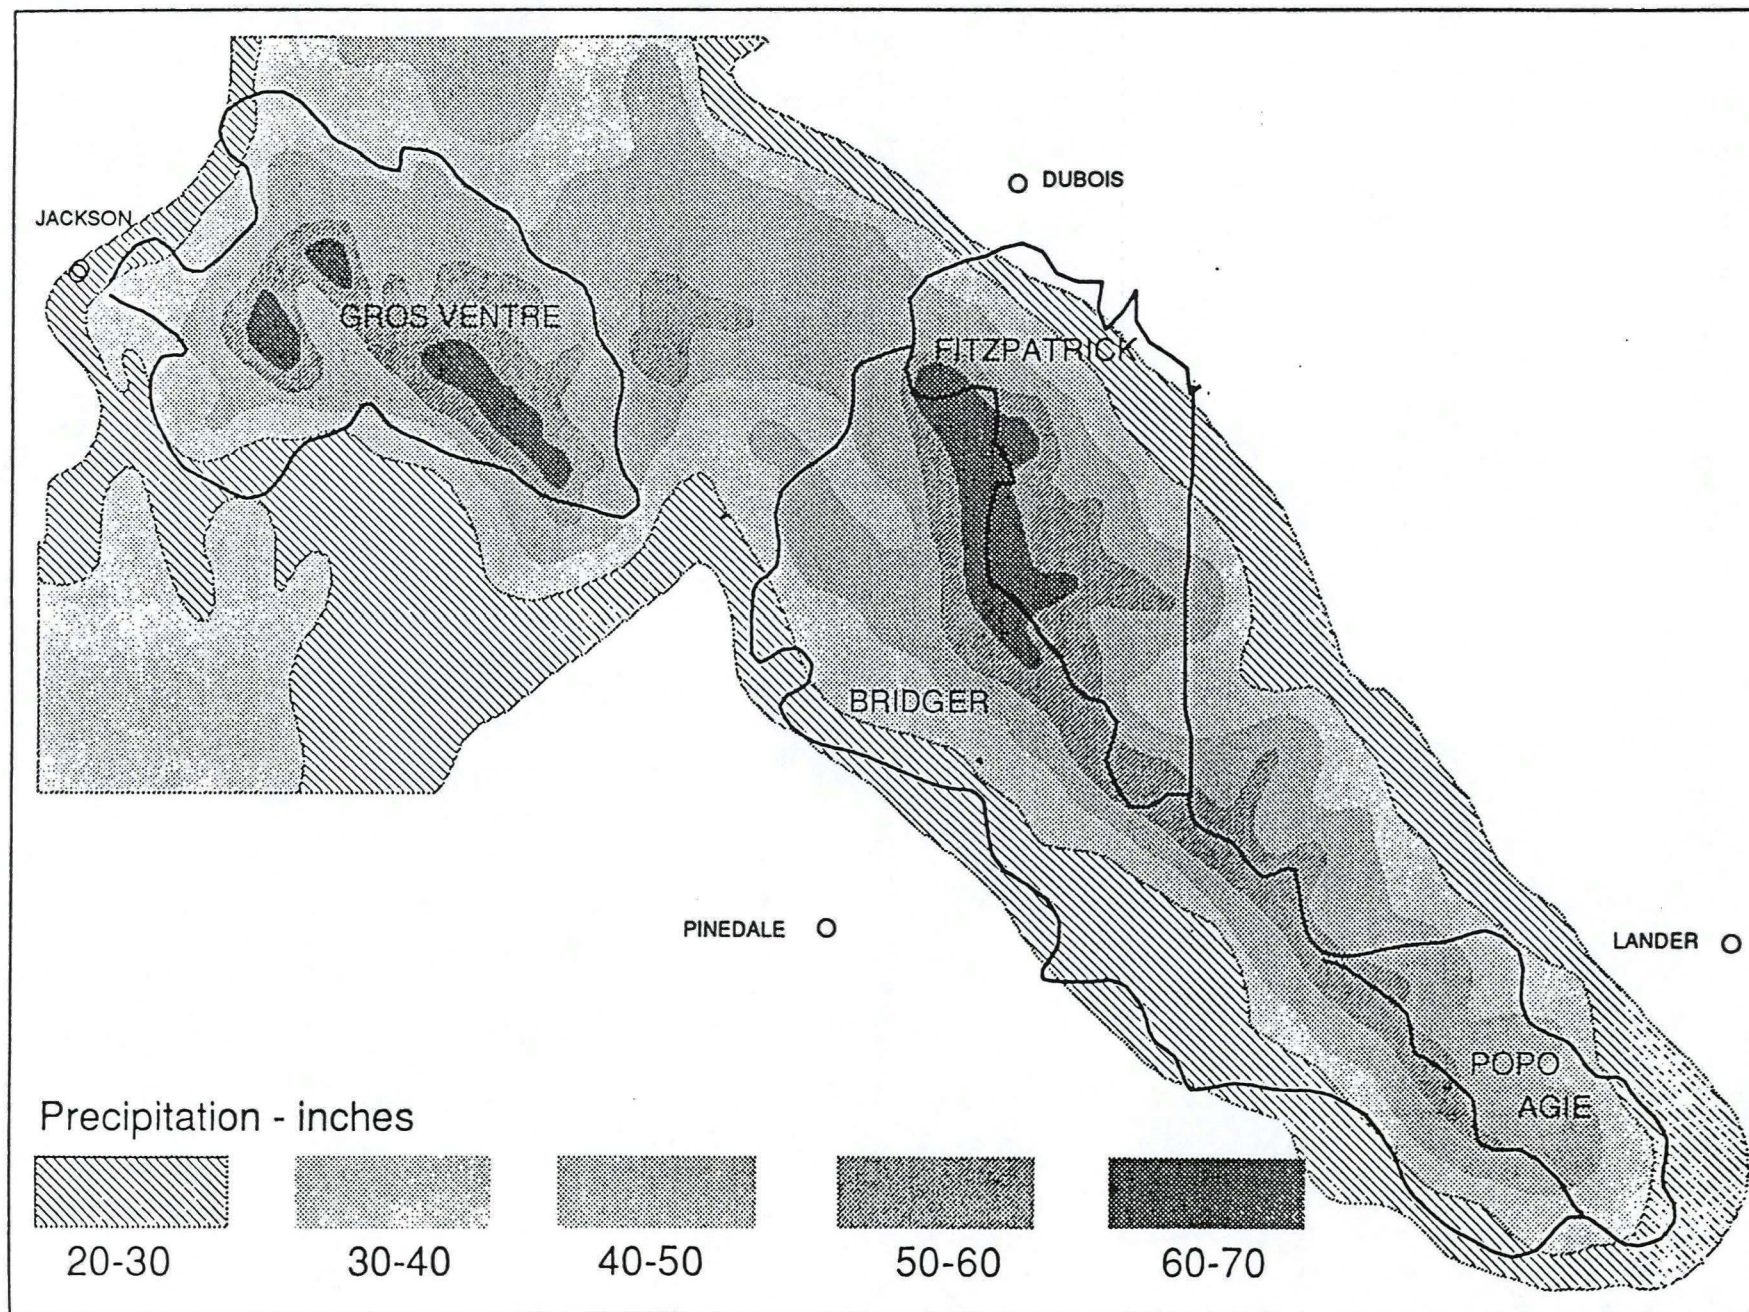 DUBOIS
JACKSON
GROS VENTRE
FITZPATRICK
BRIDGER
PINEDALE
LANDER
POPO
AGIE
Precipitation - inches
20-30
30-40
40-50
50-60
60-70